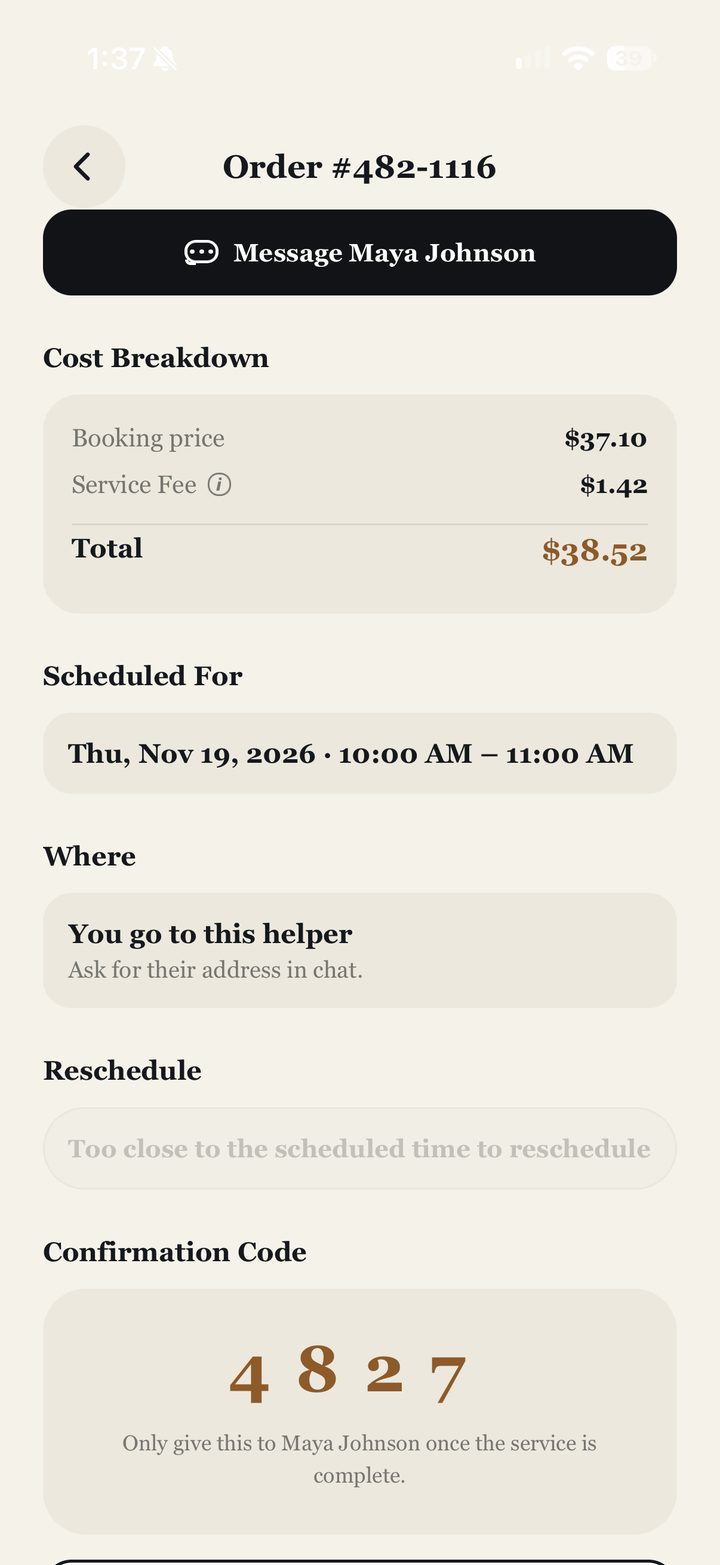 1:37
39
Order #482-1116
Message Maya Johnson
Cost Breakdown
Booking price $37.10
Service Fee $1.42
Total $38.52
Scheduled For
Thu, Nov 19, 2026 · 10:00 AM – 11:00 AM
Where
You go to this helper
Ask for their address in chat.
Reschedule
Too close to the scheduled time to reschedule
Confirmation Code
4 8 2 7
Only give this to Maya Johnson once the service is
complete.